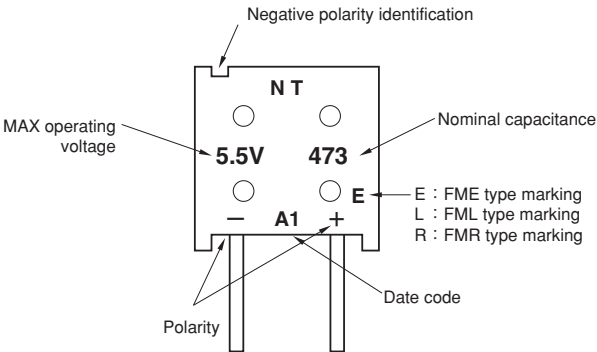 Negative polarity identification
N T
MAX operating
voltage
5.5V 473
Nominal capacitance
E
E : FME type marking
L : FML type marking
R : FMR type marking
− A1 +
Date code
Polarity